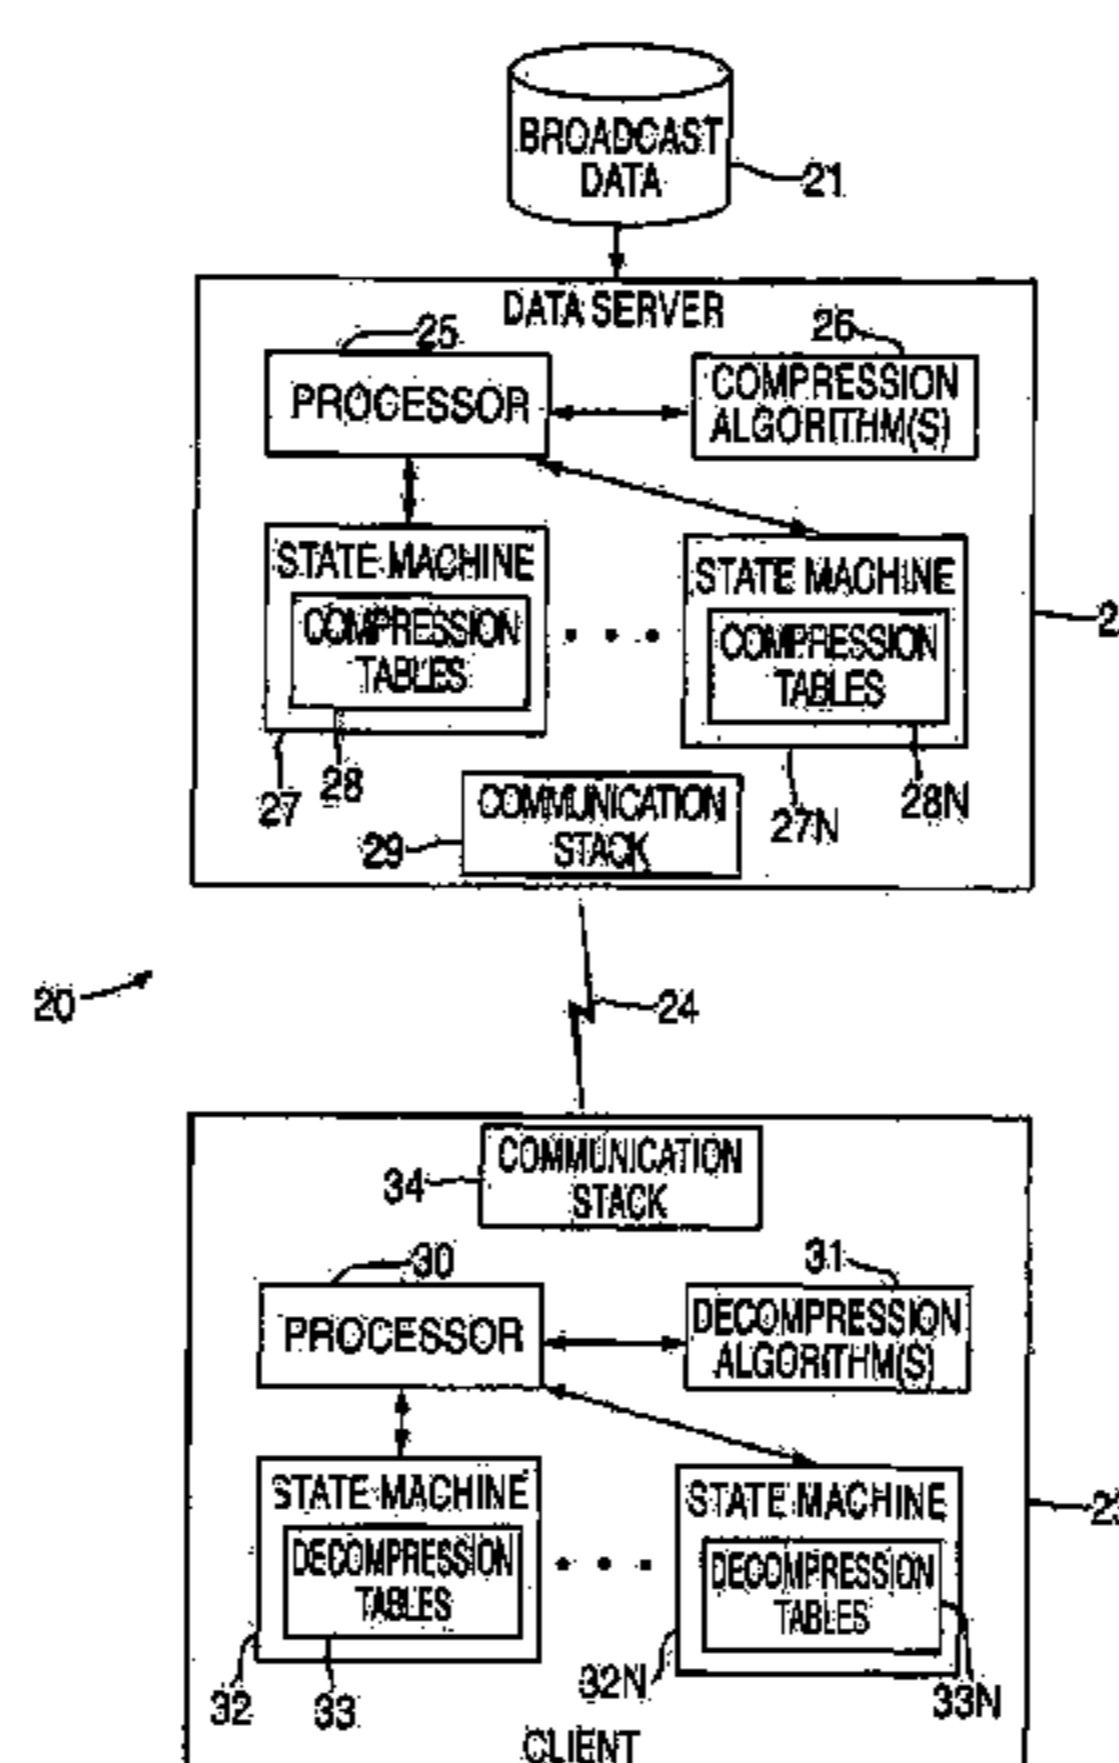 BROADCAST
DATA
21
DATA SERVER
25
26
PROCESSOR
COMPRESSION
ALGORITHM(S)
STATE MACHINE
COMPRESSION
TABLES
STATE MACHINE
COMPRESSION
TABLES
27
28
27N
28N
COMMUNICATION
STACK
29
20
24
COMMUNICATION
STACK
34
30
31
PROCESSOR
DECOMPRESSION
ALGORITHM(S)
STATE MACHINE
DECOMPRESSION
TABLES
STATE MACHINE
DECOMPRESSION
TABLES
32
33
32N
33N
CLIENT